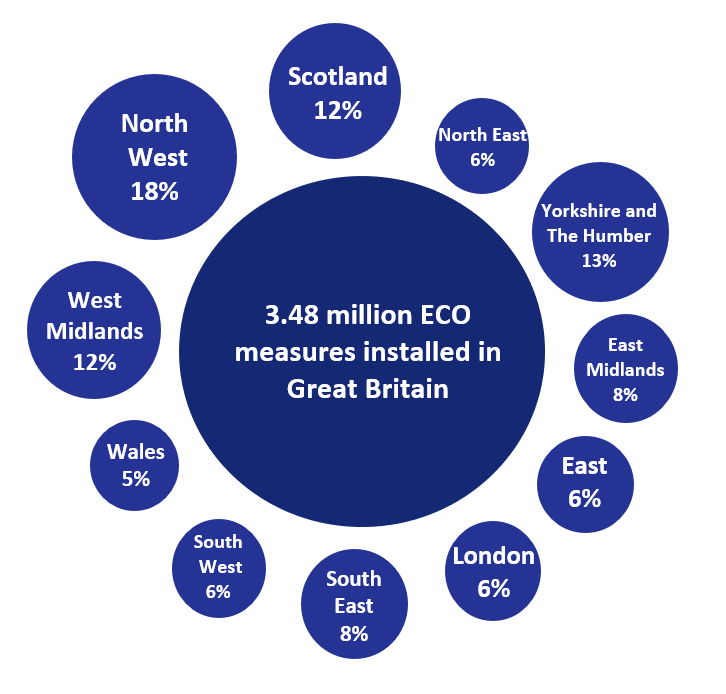 Scotland
12%
North East
6%
Yorkshire and
The Humber
13%
East
Midlands
8%
East
6%
London
6%
South
East
8%
South
West
6%
Wales
5%
West
Midlands
12%
North
West
18%
3.48 million ECO
measures installed in
Great Britain